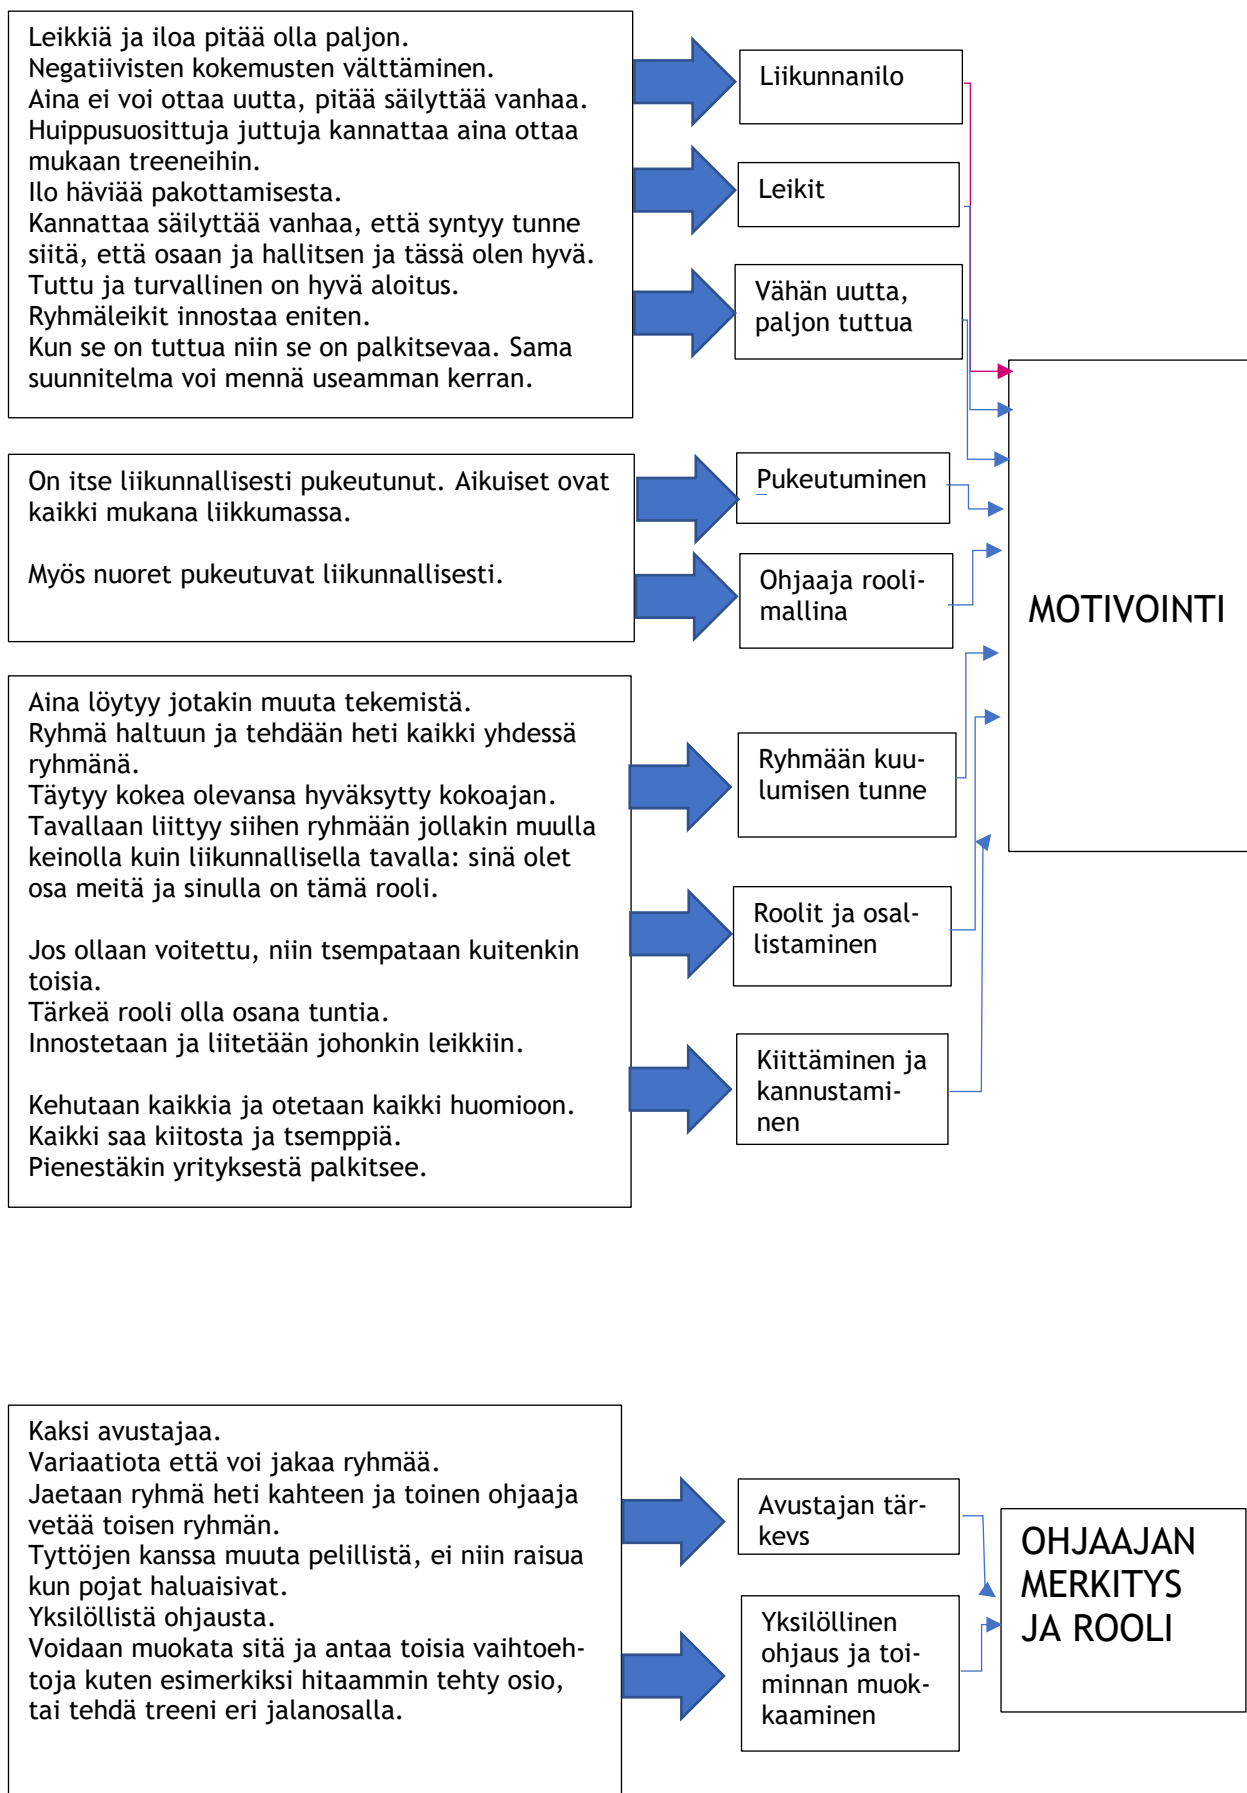 Leikkiä ja iloa pitää olla paljon.
Negatiivisten kokemusten välttäminen.
Aina ei voi ottaa uutta, pitää säilyttää vanhaa.
Huippusuosittuja juttuja kannattaa aina ottaa
mukaan treeneihin.
Ilo häviää pakottamisesta.
Kannattaa säilyttää vanhaa, että syntyy tunne
siitä, että osaan ja hallitsen ja tässä olen hyvä.
Tuttu ja turvallinen on hyvä aloitus.
Ryhmäleikit innostaa eniten.
Kun se on tuttua niin se on palkitsevaa. Sama
suunnitelma voi mennä useamman kerran.
Liikunnanilo
Leikit
Vähän uutta,
paljon tuttua
On itse liikunnallisesti pukeutunut. Aikuiset ovat
kaikki mukana liikkumassa.
Myös nuoret pukeutuvat liikunnallisesti.
Pukeutuminen
Ohjaaja rooli-
mallina
MOTIVOINTI
Aina löytyy jotakin muuta tekemistä.
Ryhmä haltuun ja tehdään heti kaikki yhdessä
ryhmänä.
Täytyy kokea olevansa hyväksytty kokoajan.
Tavallaan liittyy siihen ryhmään jollakin muulla
keinolla kuin liikunnallisella tavalla: sinä olet
osa meitä ja sinulla on tämä rooli.
Jos ollaan voitettu, niin tsempataan kuitenkin
toisia.
Tärkeä rooli olla osana tuntia.
Innostetaan ja liitetään johonkin leikkiin.
Kehutaan kaikkia ja otetaan kaikki huomioon.
Kaikki saa kiitosta ja tsemppiä.
Pienestäkin yrityksestä palkitsee.
Ryhmään kuu-
lumisen tunne
Roolit ja osal-
listaminen
Kiittäminen ja
kannustami-
nen
Kaksi avustajaa.
Variaatiota että voi jakaa ryhmää.
Jaetaan ryhmä heti kahteen ja toinen ohjaaja
vetää toisen ryhmän.
Tyttöjen kanssa muuta pelillistä, ei niin raisua
kun pojat haluaisivat.
Yksilöllistä ohjausta.
Voidaan muokata sitä ja antaa toisia vaihtoeh-
toja kuten esimerkiksi hitaammin tehty osio,
tai tehdä treeni eri jalanosalla.
Avustajan tär-
keys
Yksilöllinen
ohjaus ja toi-
minnan muok-
kaaminen
OHJAAJAN
MERKITYS
JA ROOLI